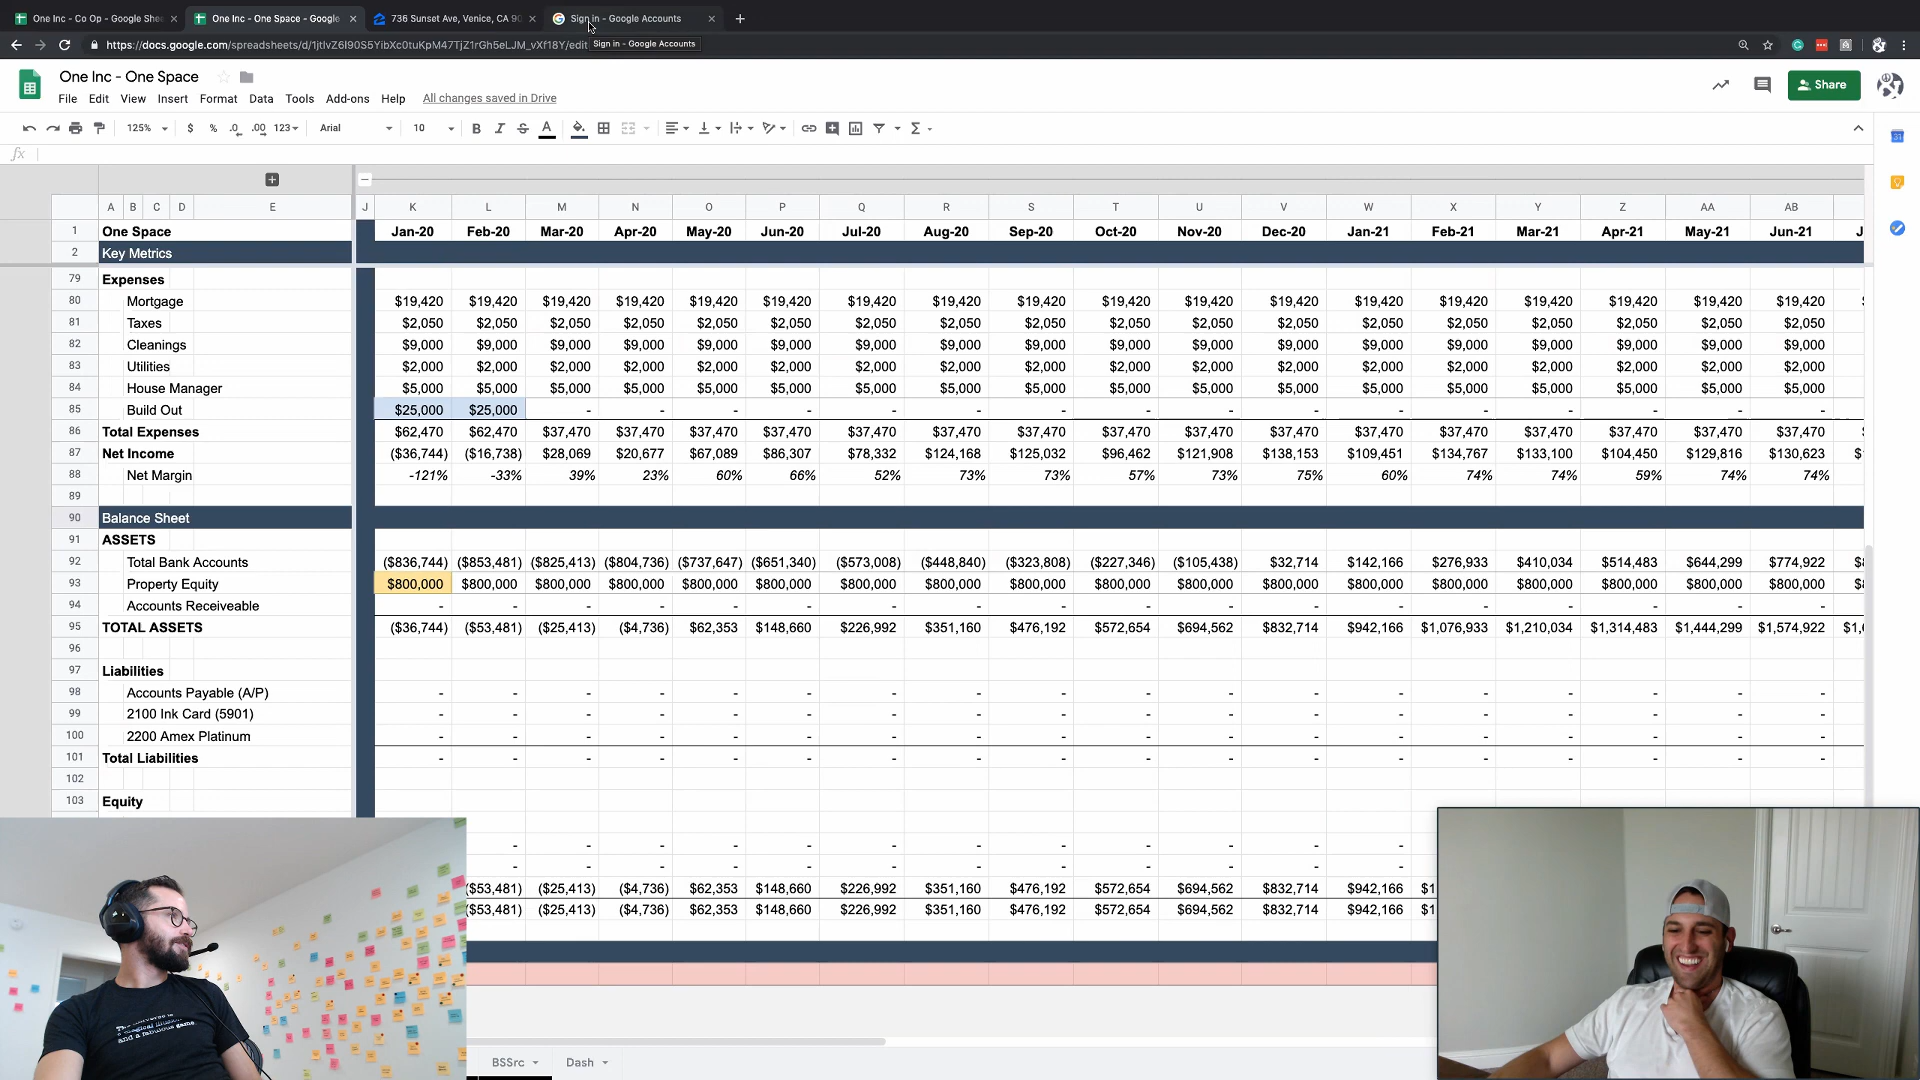 One Inc - Co Op - Google Shee
One Inc - One Space - Google
736 Sunset Ave, Venice, CA 90
Sign in - Google Accounts
https://docs.google.com/spreadsheets/d/1jtIvZ6I90S5YibXc0tuKpM47TjZ1rGh5eLJM_vXf18Y/edit
Sign in - Google Accounts
One Inc - One Space
File Edit View Insert Format Data Tools Add-ons Help All changes saved in Drive
Share
125% $ % .0 .00 123 Arial 10 B I S A
fx
A B C D E J K L M N O P Q R S T U V W X Y Z AA AB
1 One Space Jan-20 Feb-20 Mar-20 Apr-20 May-20 Jun-20 Jul-20 Aug-20 Sep-20 Oct-20 Nov-20 Dec-20 Jan-21 Feb-21 Mar-21 Apr-21 May-21 Jun-21 J
2 Key Metrics
79 Expenses
80 Mortgage $19,420 $19,420 $19,420 $19,420 $19,420 $19,420 $19,420 $19,420 $19,420 $19,420 $19,420 $19,420 $19,420 $19,420 $19,420 $19,420 $19,420 $19,420
81 Taxes $2,050 $2,050 $2,050 $2,050 $2,050 $2,050 $2,050 $2,050 $2,050 $2,050 $2,050 $2,050 $2,050 $2,050 $2,050 $2,050 $2,050 $2,050
82 Cleanings $9,000 $9,000 $9,000 $9,000 $9,000 $9,000 $9,000 $9,000 $9,000 $9,000 $9,000 $9,000 $9,000 $9,000 $9,000 $9,000 $9,000 $9,000
83 Utilities $2,000 $2,000 $2,000 $2,000 $2,000 $2,000 $2,000 $2,000 $2,000 $2,000 $2,000 $2,000 $2,000 $2,000 $2,000 $2,000 $2,000 $2,000
84 House Manager $5,000 $5,000 $5,000 $5,000 $5,000 $5,000 $5,000 $5,000 $5,000 $5,000 $5,000 $5,000 $5,000 $5,000 $5,000 $5,000 $5,000 $5,000
85 Build Out $25,000 $25,000 - - - - - - - - - - - - - - - -
86 Total Expenses $62,470 $62,470 $37,470 $37,470 $37,470 $37,470 $37,470 $37,470 $37,470 $37,470 $37,470 $37,470 $37,470 $37,470 $37,470 $37,470 $37,470 $37,470
87 Net Income ($36,744) ($16,738) $28,069 $20,677 $67,089 $86,307 $78,332 $124,168 $125,032 $96,462 $121,908 $138,153 $109,451 $134,767 $133,100 $104,450 $129,816 $130,623
88 Net Margin -121% -33% 39% 23% 60% 66% 52% 73% 73% 57% 73% 75% 60% 74% 74% 59% 74% 74%
89
90 Balance Sheet
91 ASSETS
92 Total Bank Accounts ($836,744) ($853,481) ($825,413) ($804,736) ($737,647) ($651,340) ($573,008) ($448,840) ($323,808) ($227,346) ($105,438) $32,714 $142,166 $276,933 $410,034 $514,483 $644,299 $774,922
93 Property Equity $800,000 $800,000 $800,000 $800,000 $800,000 $800,000 $800,000 $800,000 $800,000 $800,000 $800,000 $800,000 $800,000 $800,000 $800,000 $800,000 $800,000 $800,000
94 Accounts Receiveable - - - - - - - - - - - - - - - - - -
95 TOTAL ASSETS ($36,744) ($53,481) ($25,413) ($4,736) $62,353 $148,660 $226,992 $351,160 $476,192 $572,654 $694,562 $832,714 $942,166 $1,076,933 $1,210,034 $1,314,483 $1,444,299 $1,574,922
96
97 Liabilities
98 Accounts Payable (A/P) - - - - - - - - - - - - - - - - - -
99 2100 Ink Card (5901) - - - - - - - - - - - - - - - - - -
100 2200 Amex Platinum - - - - - - - - - - - - - - - - - -
101 Total Liabilities - - - - - - - - - - - - - - - - - -
102
103 Equity
- - - - - - - - - - - -
- - - - - - - - - - - -
($53,481) ($25,413) ($4,736) $62,353 $148,660 $226,992 $351,160 $476,192 $572,654 $694,562 $832,714 $942,166 $1
($53,481) ($25,413) ($4,736) $62,353 $148,660 $226,992 $351,160 $476,192 $572,654 $694,562 $832,714 $942,166 $1
a magical illusion
and a fabulous game
BSSrc Dash